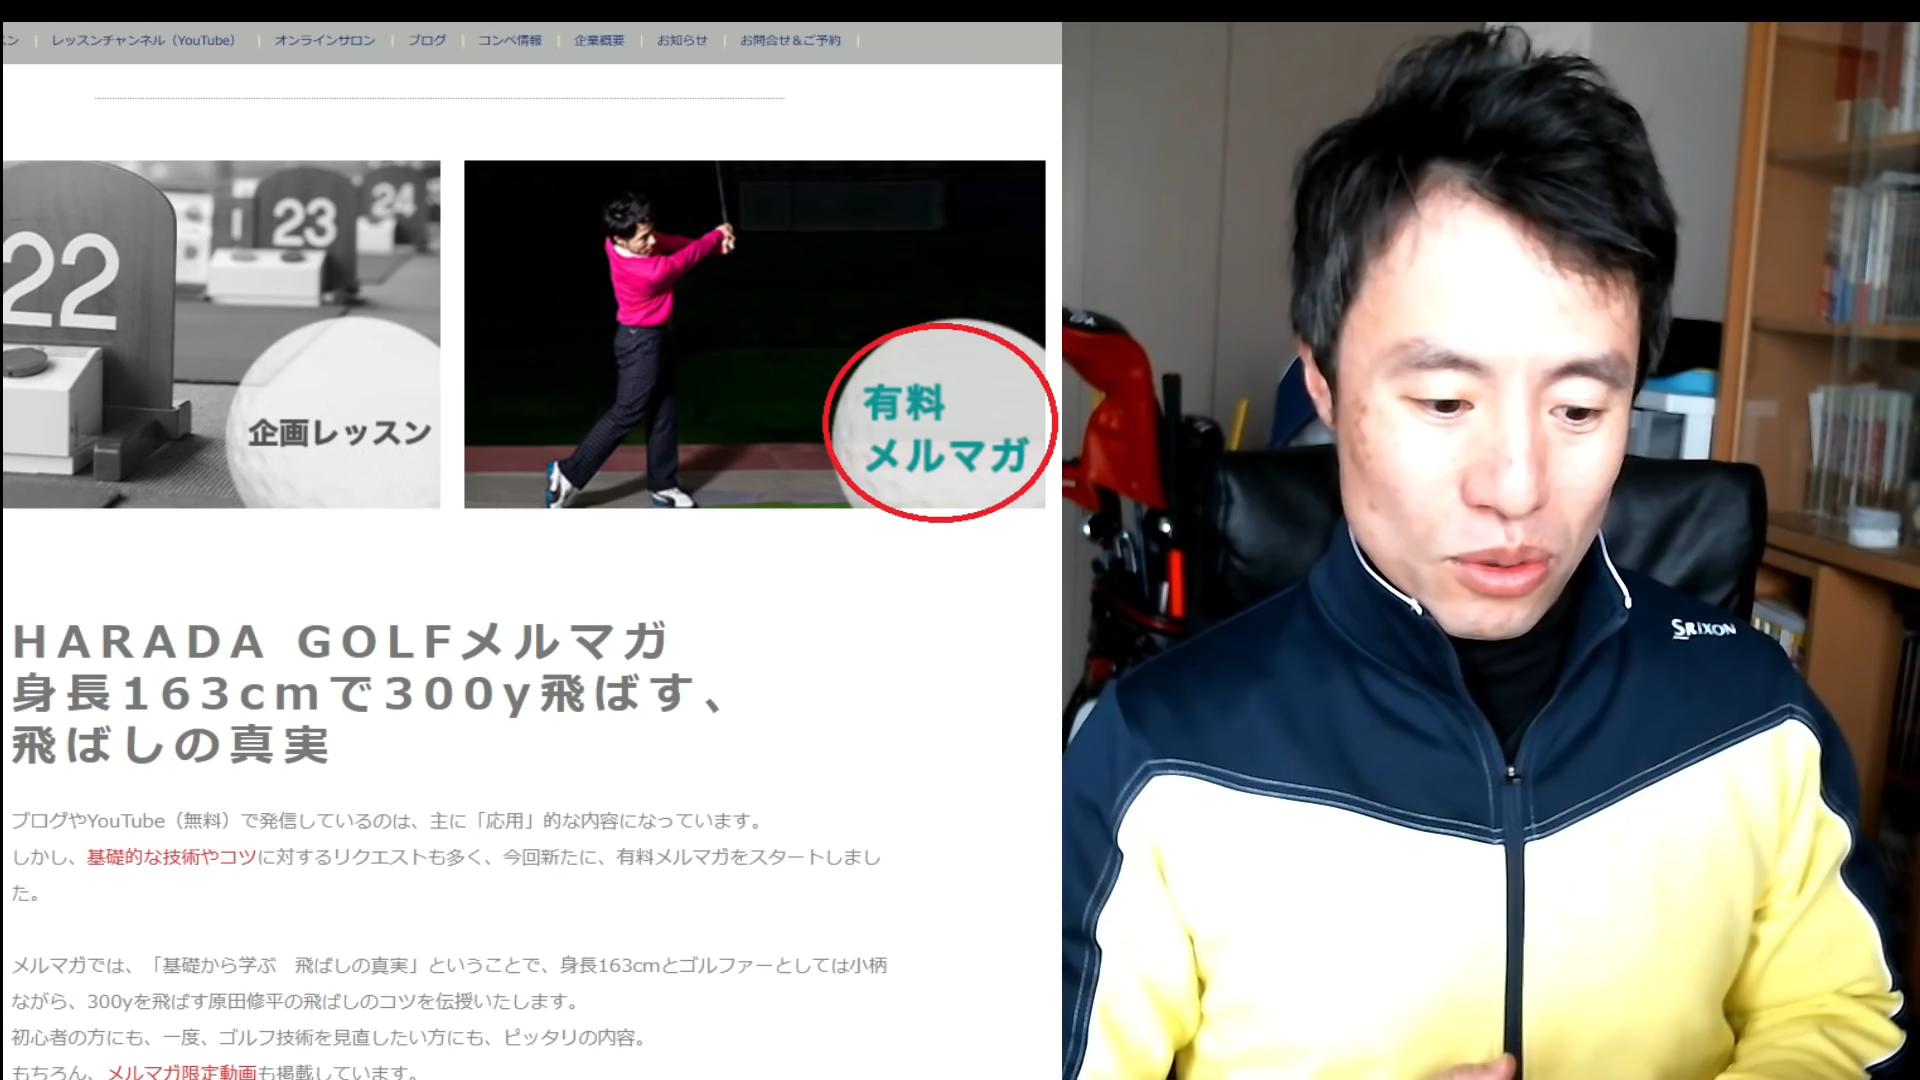 スン | レッスンチャンネル（YouTube） | オンラインサロン | ブログ | コンペ情報 | 企業概要 | お知らせ | お問合せ＆ご予約 |
22
23
24
企画レッスン
有料
メルマガ
HARADA GOLFメルマガ
身長163cmで300y飛ばす、
飛ばしの真実
ブログやYouTube（無料）で発信しているのは、主に「応用」的な内容になっています。
しかし、基礎的な技術やコツに対するリクエストも多く、今回新たに、有料メルマガをスタートしまし
た。
メルマガでは、「基礎から学ぶ　飛ばしの真実」ということで、身長163cmとゴルファーとしては小柄
ながら、300yを飛ばす原田修平の飛ばしのコツを伝授いたします。
初心者の方にも、一度、ゴルフ技術を見直したい方にも、ピッタリの内容。
もちろん、メルマガ限定動画も掲載しています。
SRIXON